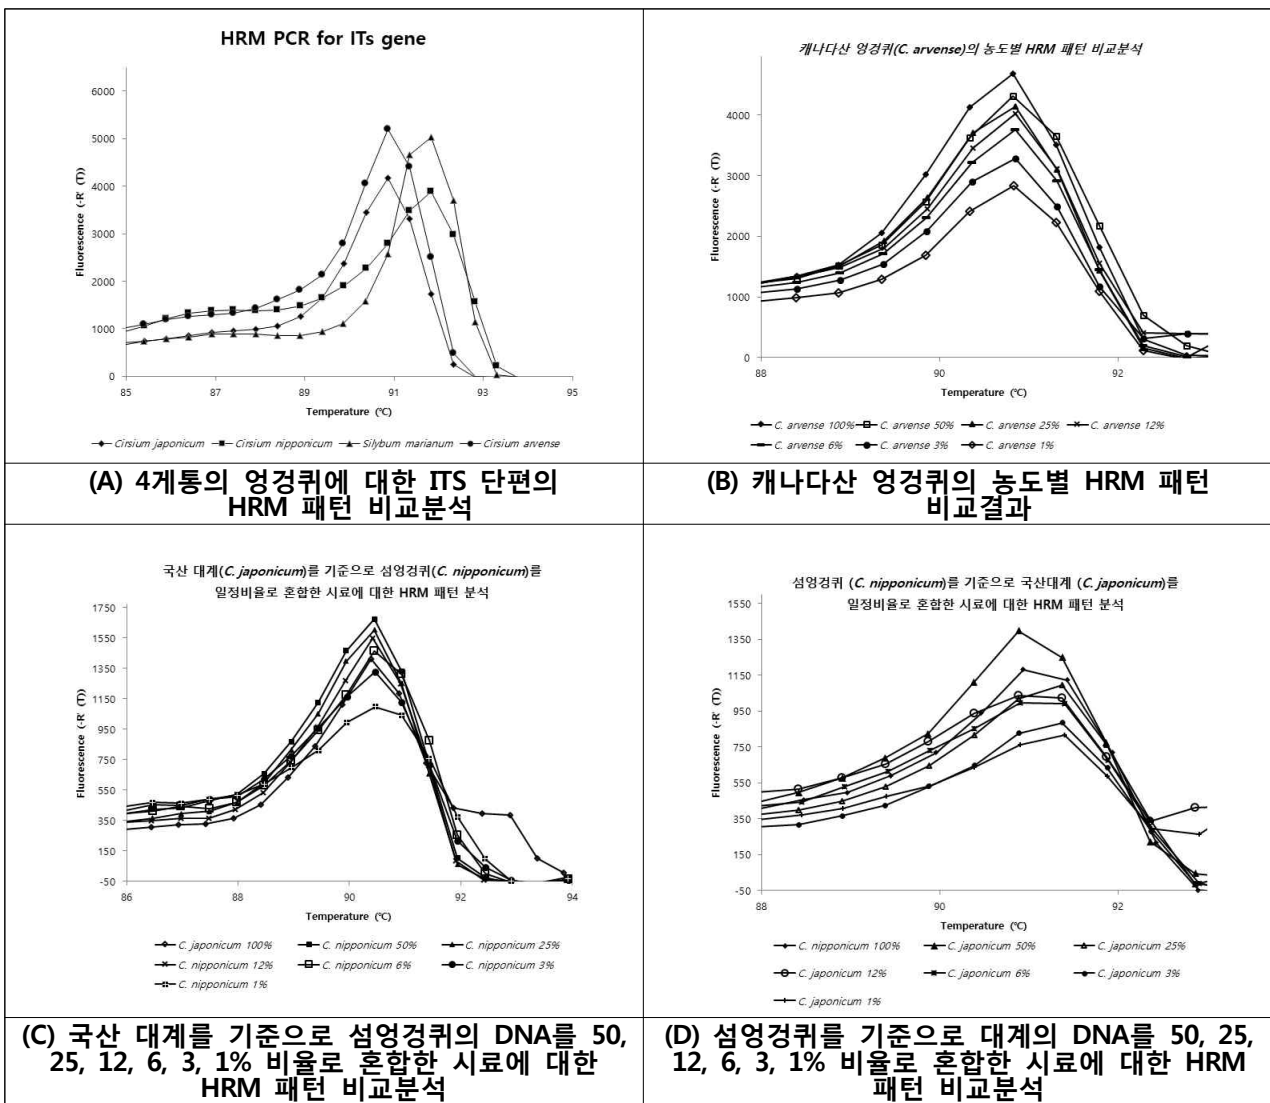 HRM PCR for ITs gene
Fluorescence (-R' (T))
6000
5000
4000
3000
2000
1000
0
85 87 89 91 93 95
Temperature (℃)
Cirsium japonicum Cirsium nipponicum Silybum marianum Cirsium arvense
(A) 4게통의 엉겅퀴에 대한 ITS 단편의
HRM 패턴 비교분석
캐나다산 엉겅퀴(C. arvense)의 농도별 HRM 패턴 비교분석
Fluorescence (-R' (T))
4000
3000
2000
1000
0
88 90 92
Temperature (℃)
C. arvense 100% C. arvense 50% C. arvense 25% C. arvense 12%
C. arvense 6% C. arvense 3% C. arvense 1%
(B) 캐나다산 엉겅퀴의 농도별 HRM 패턴
비교결과
국산 대계(C. japonicum)를 기준으로 섬엉겅퀴(C. nipponicum)를
일정비율로 혼합한 시료에 대한 HRM 패턴 분석
Fluorescence (-R' (T))
1750
1550
1350
1150
950
750
550
350
150
-50
86 88 90 92 94
Temperature (℃)
C. japonicum 100% C. nipponicum 50% C. nipponicum 25%
C. nipponicum 12% C. nipponicum 6% C. nipponicum 3%
C. nipponicum 1%
(C) 국산 대계를 기준으로 섬엉겅퀴의 DNA를 50,
25, 12, 6, 3, 1% 비율로 혼합한 시료에 대한
HRM 패턴 비교분석
섬엉겅퀴 (C. nipponicum)를 기준으로 국산대계 (C. japonicum)를
일정비율로 혼합한 시료에 대한 HRM 패턴 분석
Fluorescence (-R' (T))
1550
1350
1150
950
750
550
350
150
-50
88 90 92
Temperature (℃)
C. nipponicum 100% C. japonicum 50% C. japonicum 25%
C. japonicum 12% C. japonicum 6% C. japonicum 3%
C. japonicum 1%
(D) 섬엉겅퀴를 기준으로 대계의 DNA를 50, 25,
12, 6, 3, 1% 비율로 혼합한 시료에 대한 HRM
패턴 비교분석